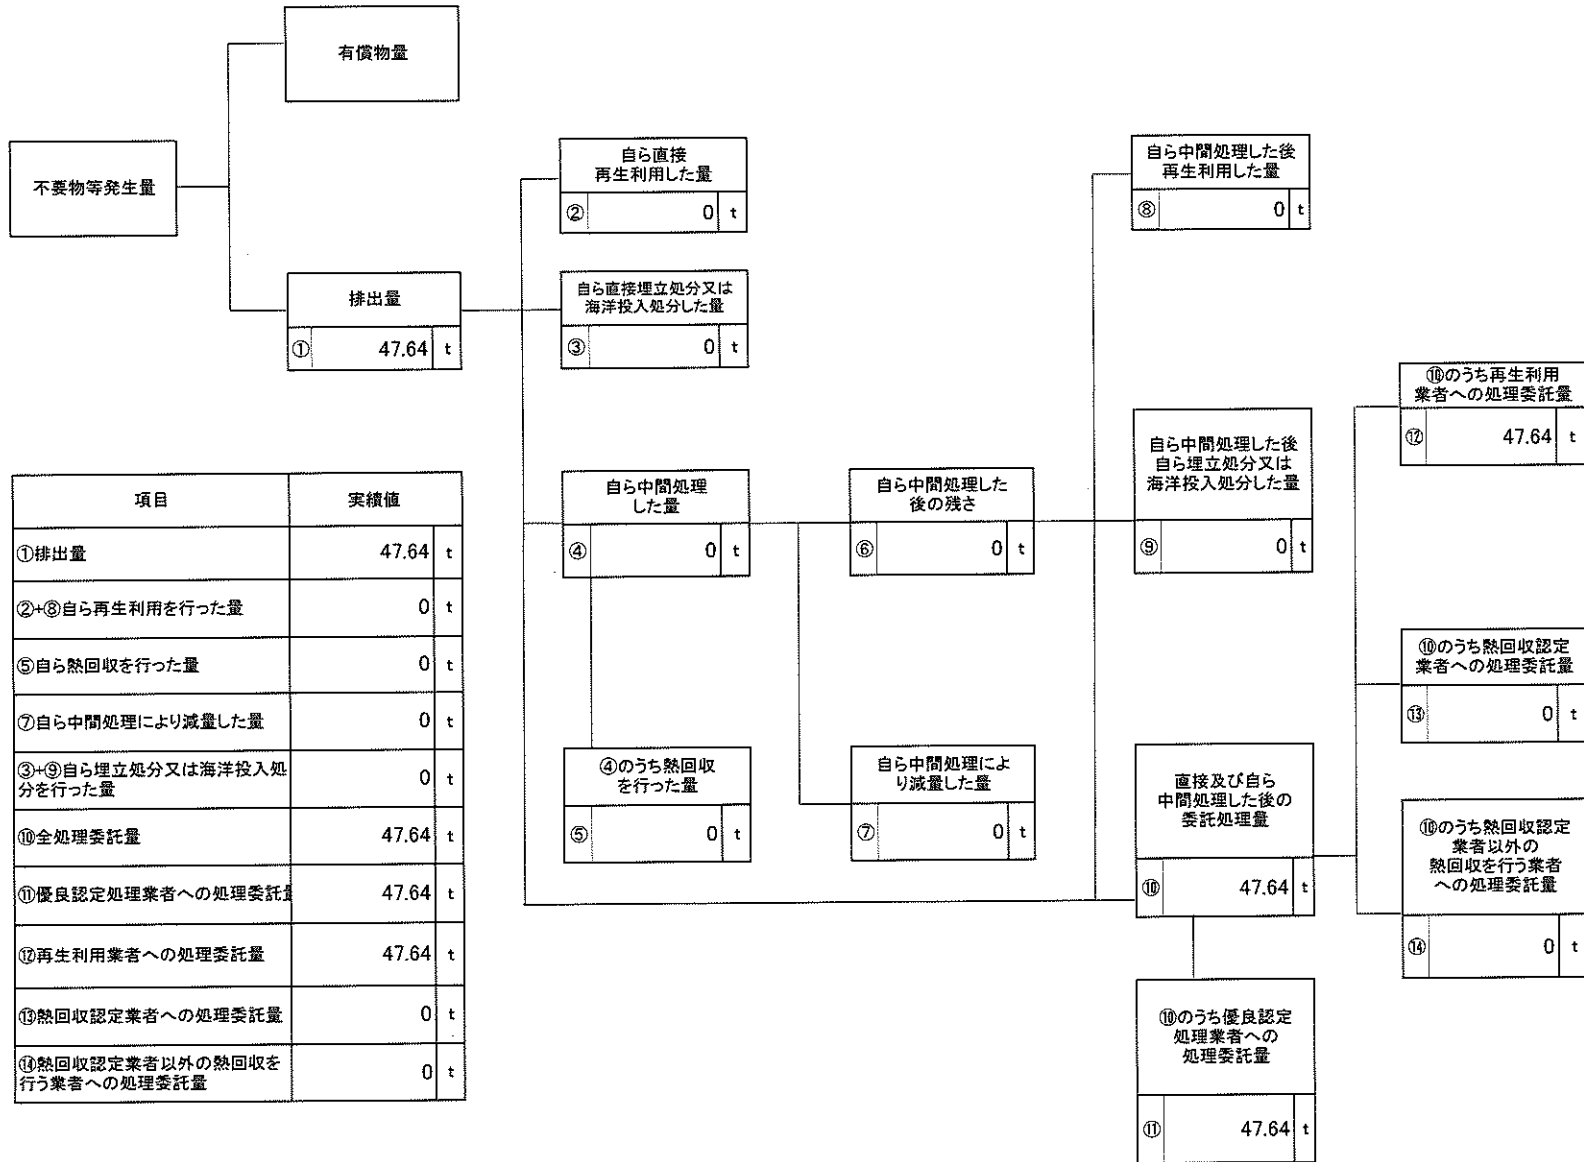 有償物量
不要物等発生量
排出量
① 47.64 t
自ら直接
再生利用した量
② 0 t
自ら直接埋立処分又は
海洋投入処分した量
③ 0 t
自ら中間処理
した量
④ 0 t
④のうち熱回収
を行った量
⑤ 0 t
自ら中間処理した
後の残さ
⑥ 0 t
自ら中間処理によ
り減量した量
⑦ 0 t
自ら中間処理した後
再生利用した量
⑧ 0 t
自ら中間処理した後
自ら埋立処分又は
海洋投入処分した量
⑨ 0 t
直接及び自ら
中間処理した後の
委託処理量
⑩ 47.64 t
⑩のうち優良認定
処理業者への
処理委託量
⑪ 47.64 t
⑩のうち再生利用
業者への処理委託量
⑫ 47.64 t
⑩のうち熱回収認定
業者への処理委託量
⑬ 0 t
⑩のうち熱回収認定
業者以外の
熱回収を行う業者
への処理委託量
⑭ 0 t
項目 実績値
①排出量 47.64 t
②+⑧自ら再生利用を行った量 0 t
⑤自ら熱回収を行った量 0 t
⑦自ら中間処理により減量した量 0 t
③+⑨自ら埋立処分又は海洋投入処
分を行った量 0 t
⑩全処理委託量 47.64 t
⑪優良認定処理業者への処理委託量 47.64 t
⑫再生利用業者への処理委託量 47.64 t
⑬熱回収認定業者への処理委託量 0 t
⑭熱回収認定業者以外の熱回収を
行う業者への処理委託量 0 t